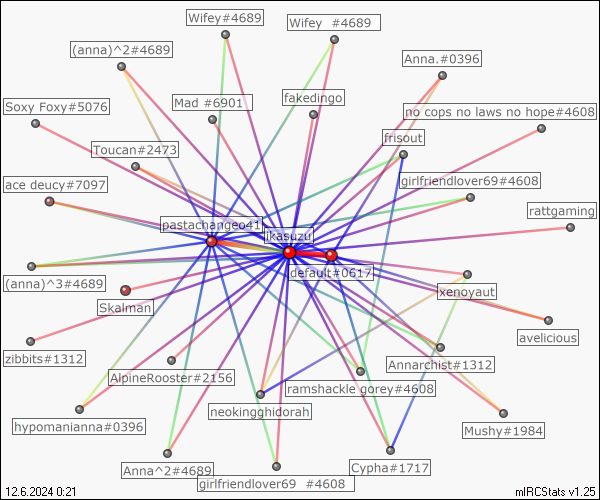 Wifey#4689
Wifey  #4689
(anna)^2#4689
Anna.#0396
Mad #6901
fakedingo
Soxy Foxy#5076
no cops no laws no hope#4608
frisout
Toucan#2473
girlfriendlover69#4608
ace deucy#7097
rattgaming
pastachangeo41
ikasuzu
default#0617
(anna)^3#4689
xenoyaut
Skalman
avelicious
zibbits#1312
Annarchist#1312
AlpineRooster#2156
ramshackle gorey#4608
neokingghidorah
hypomanianna#0396
Mushy#1984
Anna^2#4689
Cypha#1717
girlfriendlover69  #4608
12.6.2024 0:21
mIRCStats v1.25